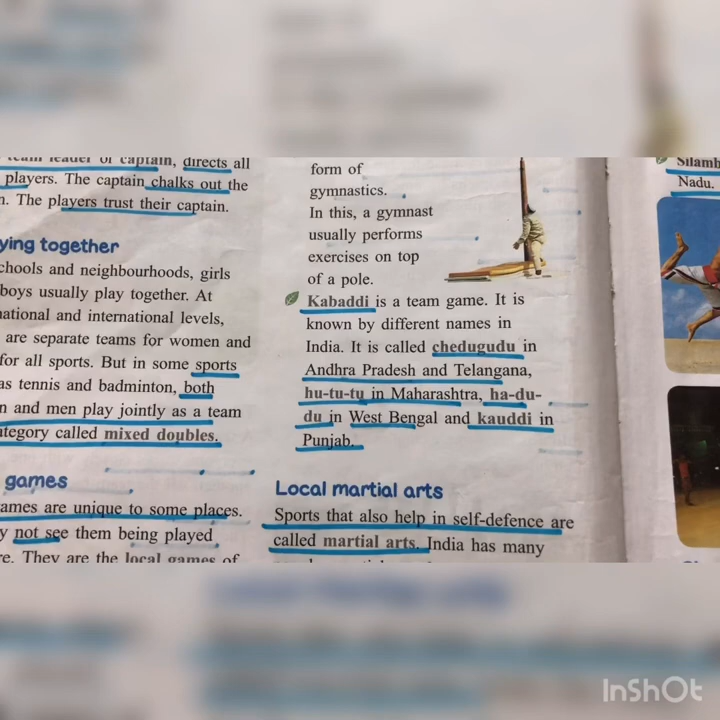 team leader or captain, directs all
players. The captain chalks out the
The players trust their captain.
ying together
chools and neighbourhoods, girls
boys usually play together. At
national and international levels,
are separate teams for women and
for all sports. But in some sports
as tennis and badminton, both
n and men play jointly as a team
ategory called mixed doubles.
games
ames are unique to some places.
y not see them being played
re. They are the local games of
form of
gymnastics.
In this, a gymnast
usually performs
exercises on top
of a pole.
Kabaddi is a team game. It is
known by different names in
India. It is called chedugudu in
Andhra Pradesh and Telangana,
hu-tu-tu in Maharashtra, ha-du-
du in West Bengal and kauddi in
Punjab.
Local martial arts
Sports that also help in self-defence are
called martial arts. India has many
Silamb
Nadu.
InShOt